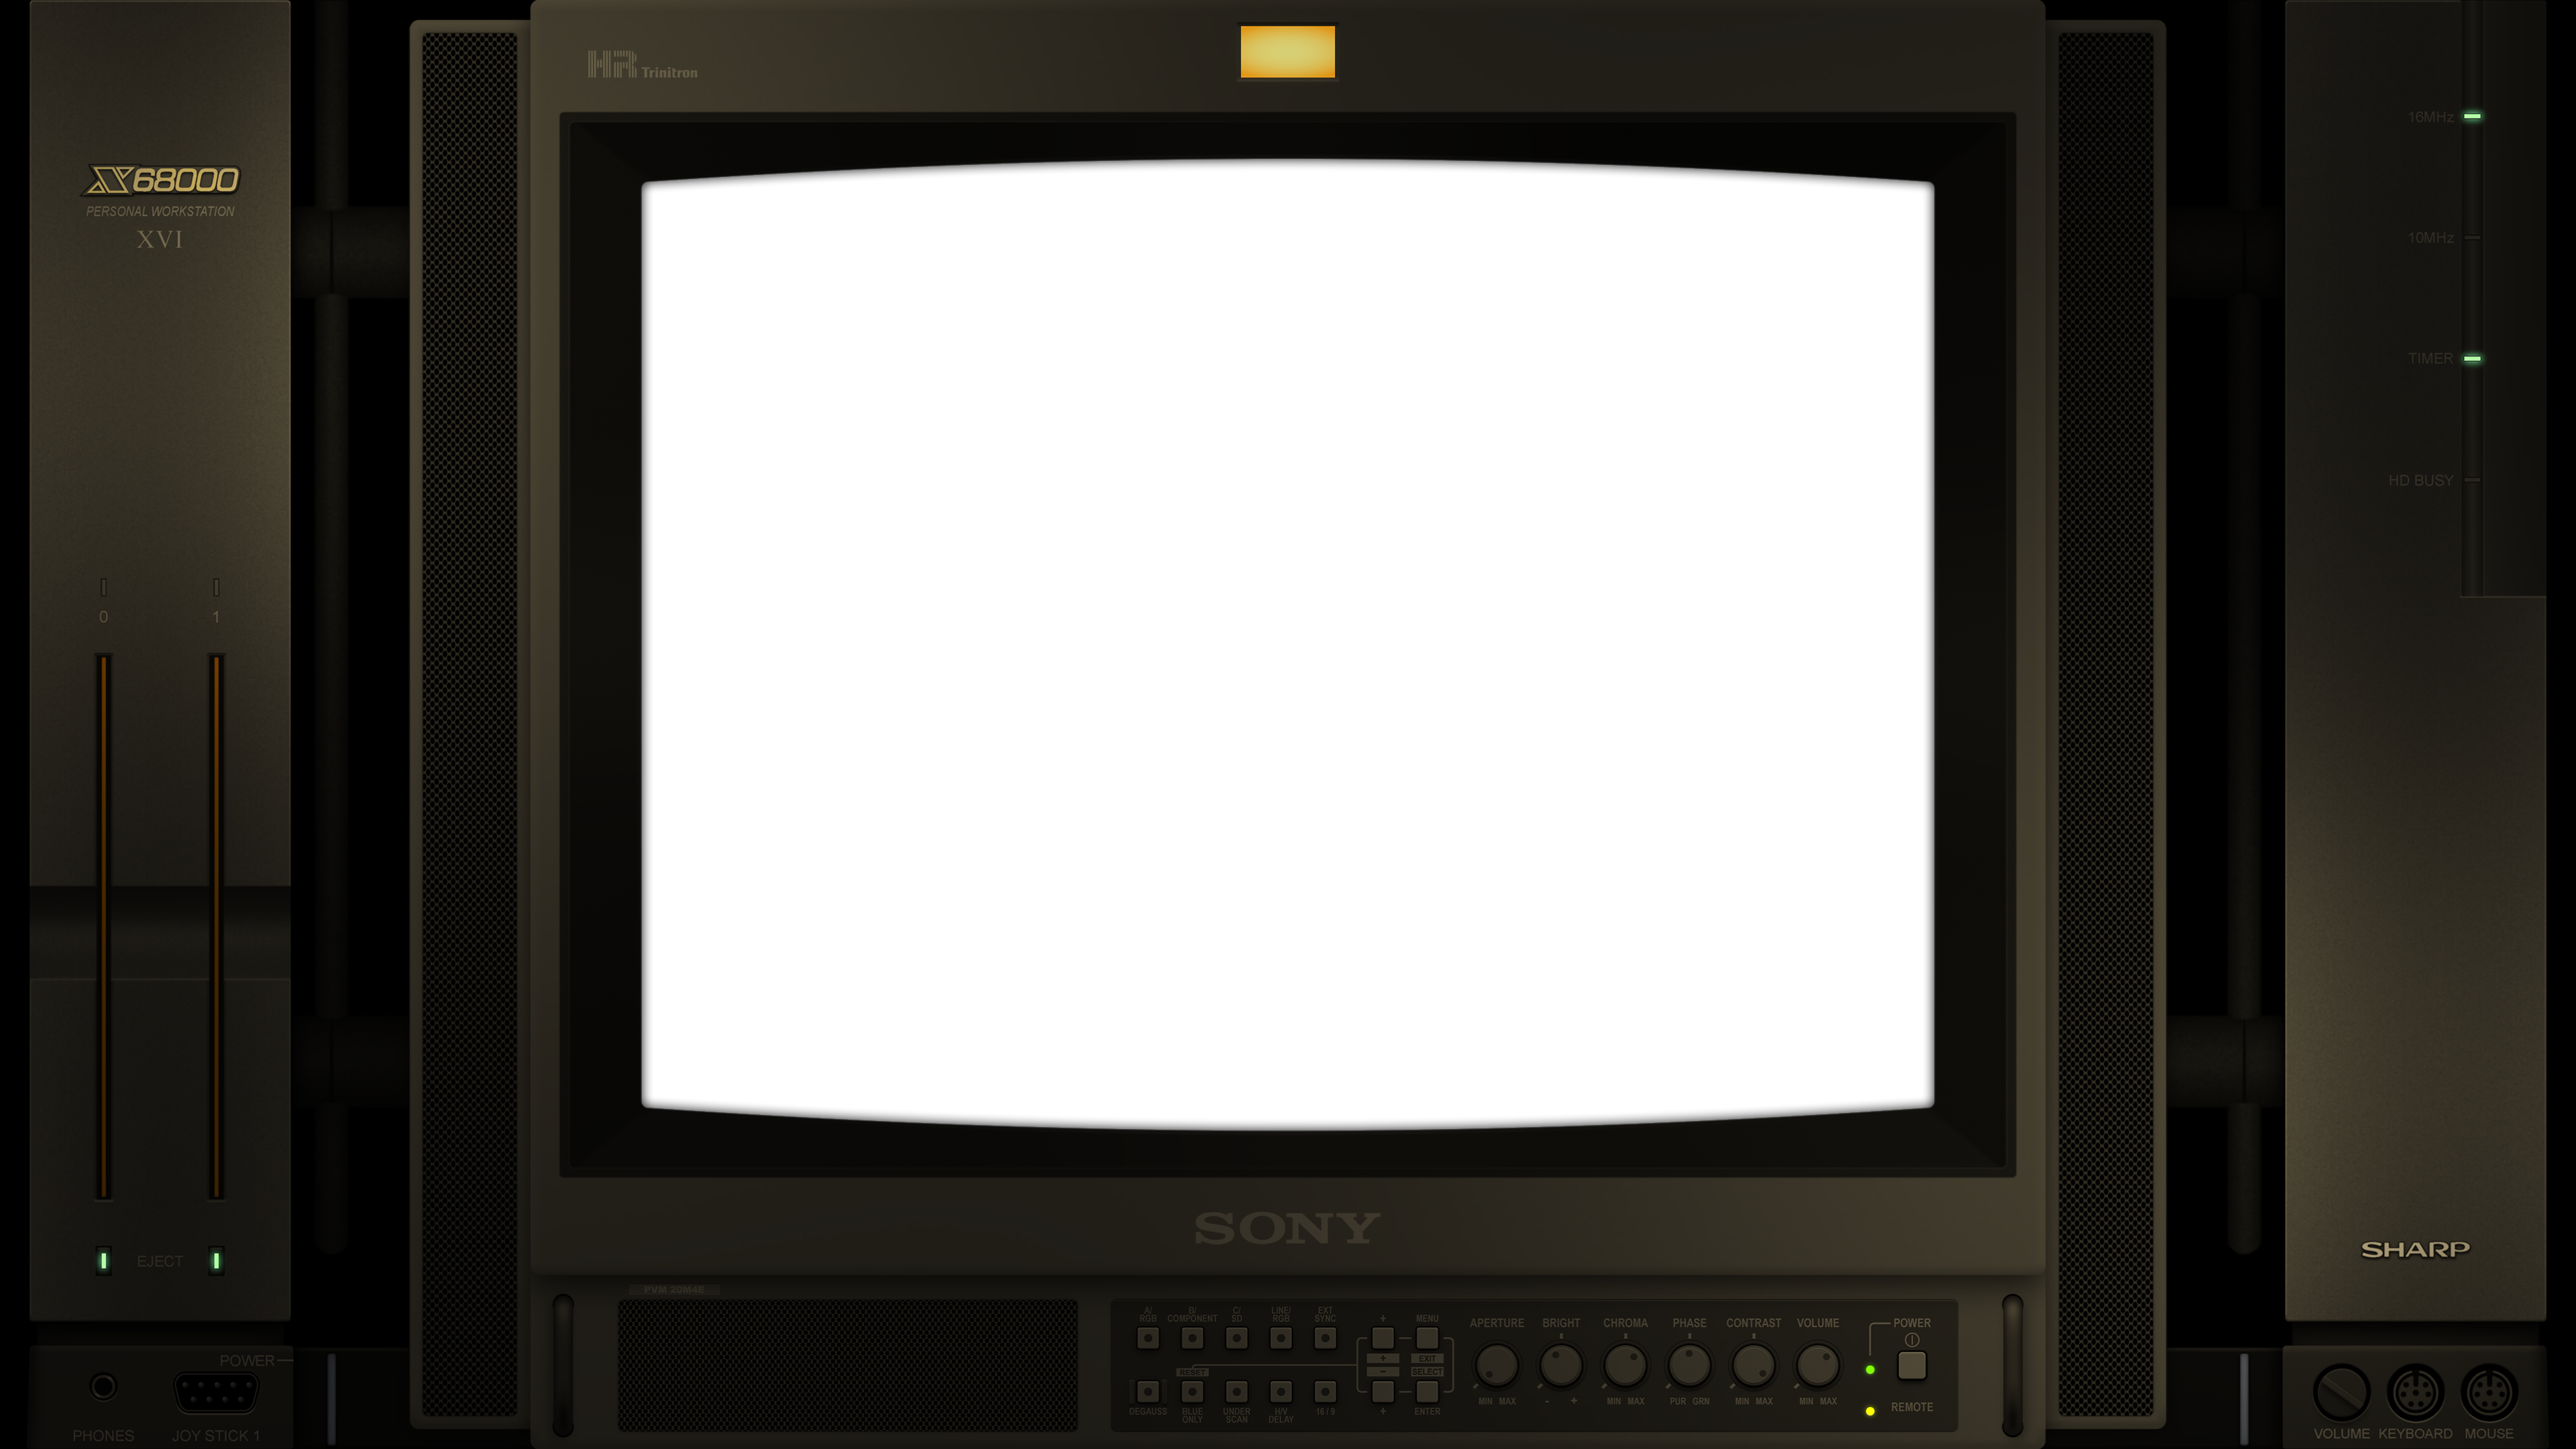 HR Trinitron
X68000
PERSONAL WORKSTATION
XVI
16MHz
10MHz
TIMER
HD BUSY
0 1
EJECT
SONY
SHARP
PVM 20M4E
A/ RGB
B/ COMPONENT
C/ SD
LINE/ RGB
EXT SYNC
+ MENU
+ EXIT
RESET
- SELECT
DEGAUSS
BLUE ONLY
UNDER SCAN
H/V DELAY
16/9
+ ENTER
APERTURE BRIGHT CHROMA PHASE CONTRAST VOLUME
MIN MAX - + MIN MAX PUR GRN MIN MAX MIN MAX
POWER
REMOTE
POWER
PHONES JOY STICK 1
VOLUME KEYBOARD MOUSE